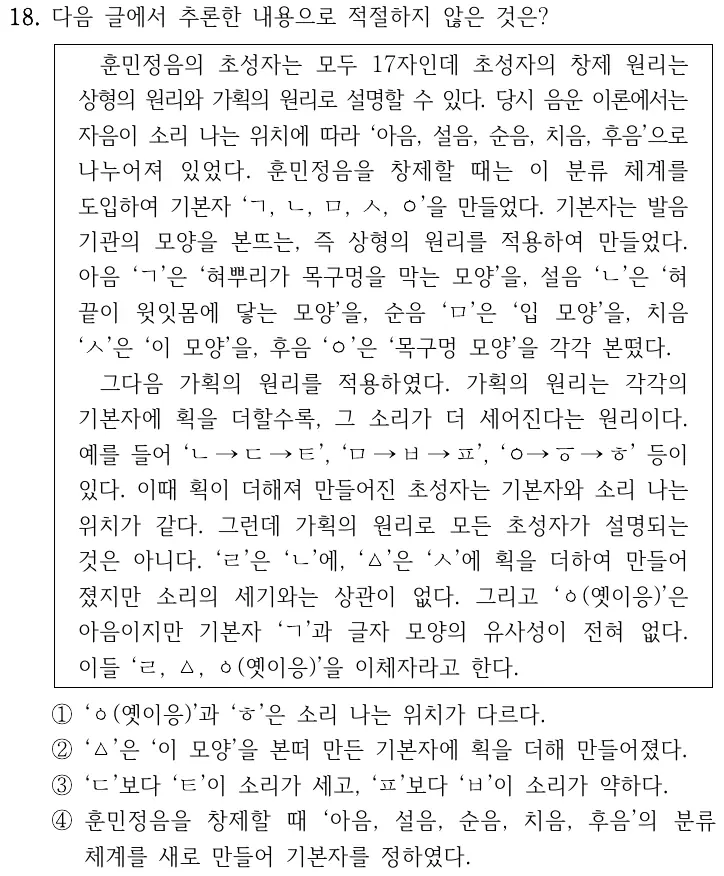 18. 다음 글에서 추론한 내용으로 적절하지 않은 것은?
훈민정음의 초성자는 모두 17자인데 초성자의 창제 원리는
상형의 원리와 가획의 원리로 설명할 수 있다. 당시 음운 이론에서는
자음이 소리 나는 위치에 따라 ‘아음, 설음, 순음, 치음, 후음’으로
나누어져 있었다. 훈민정음을 창제할 때는 이 분류 체계를
도입하여 기본자 ‘ㄱ, ㄴ, ㅁ, ㅅ, ㅇ’을 만들었다. 기본자는 발음
기관의 모양을 본뜨는, 즉 상형의 원리를 적용하여 만들었다.
아음 ‘ㄱ’은 ‘혀뿌리가 목구멍을 막는 모양’을, 설음 ‘ㄴ’은 ‘혀
끝이 윗잇몸에 닿는 모양’을, 순음 ‘ㅁ’은 ‘입 모양’을, 치음
‘ㅅ’은 ‘이 모양’을, 후음 ‘ㅇ’은 ‘목구멍 모양’을 각각 본떴다.
그다음 가획의 원리를 적용하였다. 가획의 원리는 각각의
기본자에 획을 더할수록, 그 소리가 더 세어진다는 원리이다.
예를 들어 ‘ㄴ→ㄷ→ㅌ’, ‘ㅁ→ㅂ→ㅍ’, ‘ㅇ→ㆆ→ㅎ’ 등이
있다. 이때 획이 더해져 만들어진 초성자는 기본자와 소리 나는
위치가 같다. 그런데 가획의 원리로 모든 초성자가 설명되는
것은 아니다. ‘ㄹ’은 ‘ㄴ’에, ‘ㅿ’은 ‘ㅅ’에 획을 더하여 만들어
졌지만 소리의 세기와는 상관이 없다. 그리고 ‘ㆁ(옛이응)’은
아음이지만 기본자 ‘ㄱ’과 글자 모양의 유사성이 전혀 없다.
이들 ‘ㄹ, ㅿ, ㆁ(옛이응)’을 이체자라고 한다.
① ‘ㆁ(옛이응)’과 ‘ㅎ’은 소리 나는 위치가 다르다.
② ‘ㅿ’은 ‘이 모양’을 본떠 만든 기본자에 획을 더해 만들어졌다.
③ ‘ㄷ’보다 ‘ㅌ’이 소리가 세고, ‘ㅍ’보다 ‘ㅂ’이 소리가 약하다.
④ 훈민정음을 창제할 때 ‘아음, 설음, 순음, 치음, 후음’의 분류
체계를 새로 만들어 기본자를 정하였다.